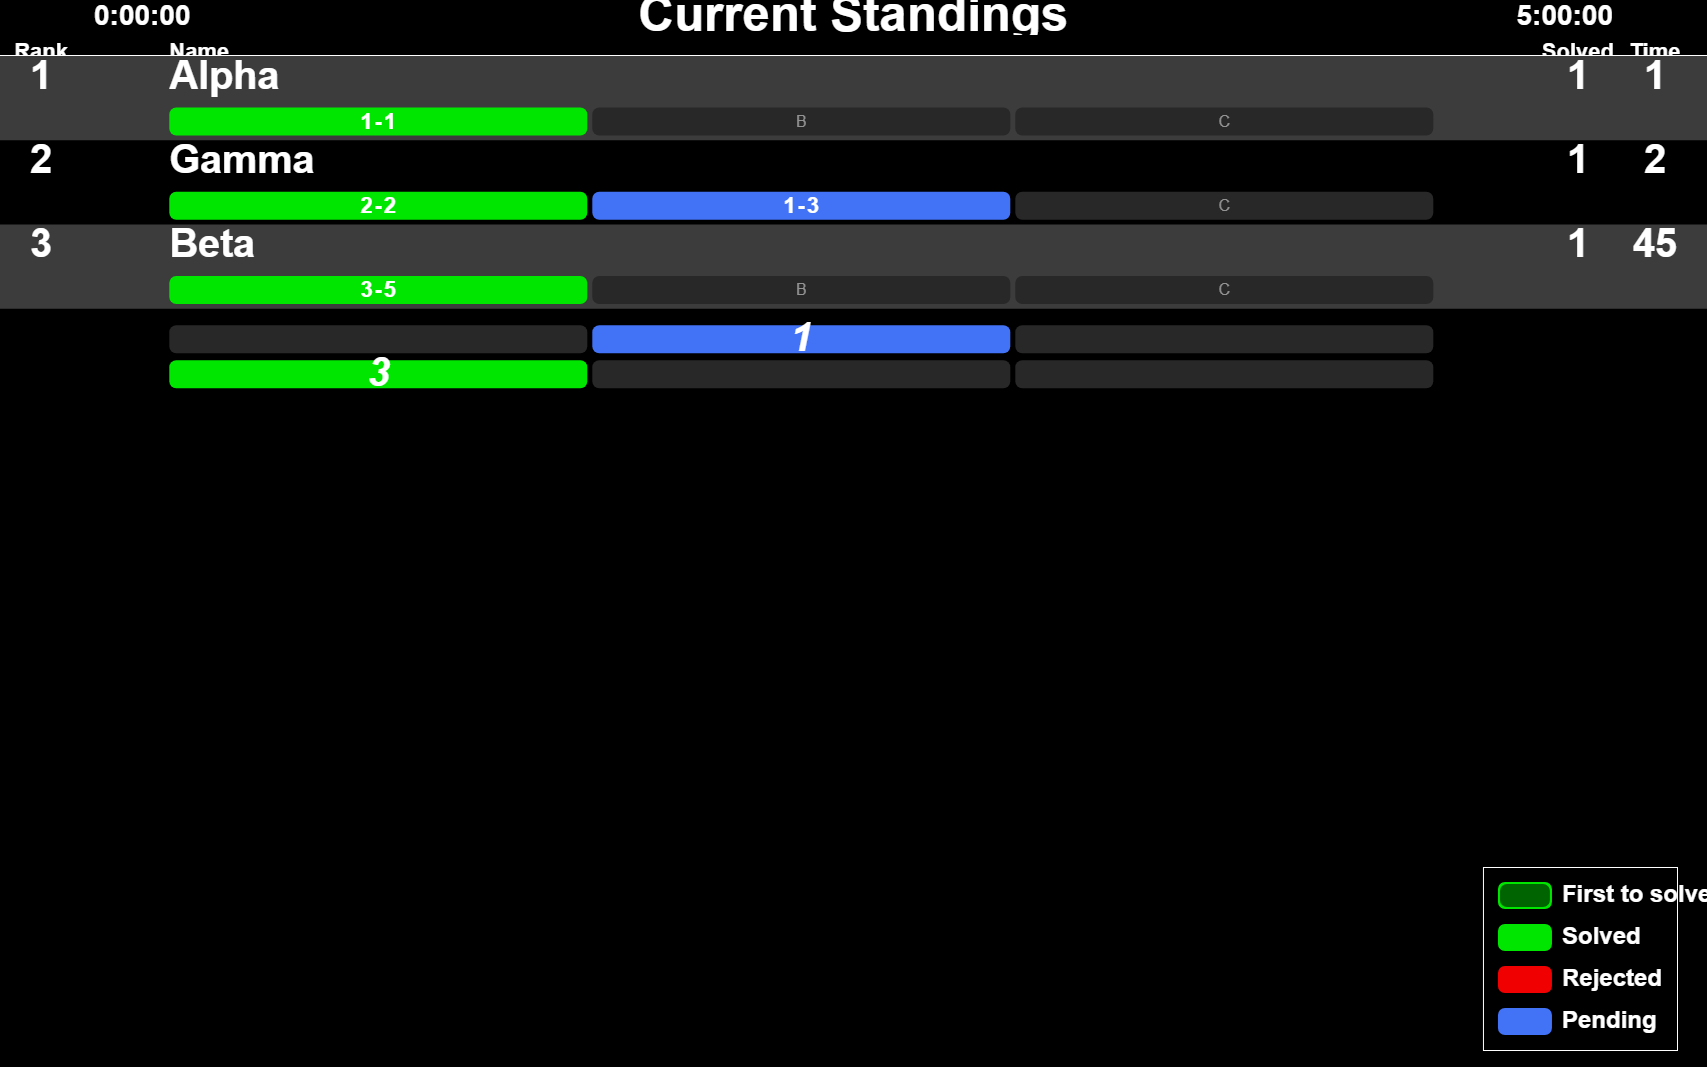 0:00:00 Current Standings 5:00:00
Rank Name Solved Time
1 Alpha 1 1
1-1 B C
2 Gamma 1 2
2-2 1-3 C
3 Beta 1 45
3-5 B C
1
3
First to solve
Solved
Rejected
Pending